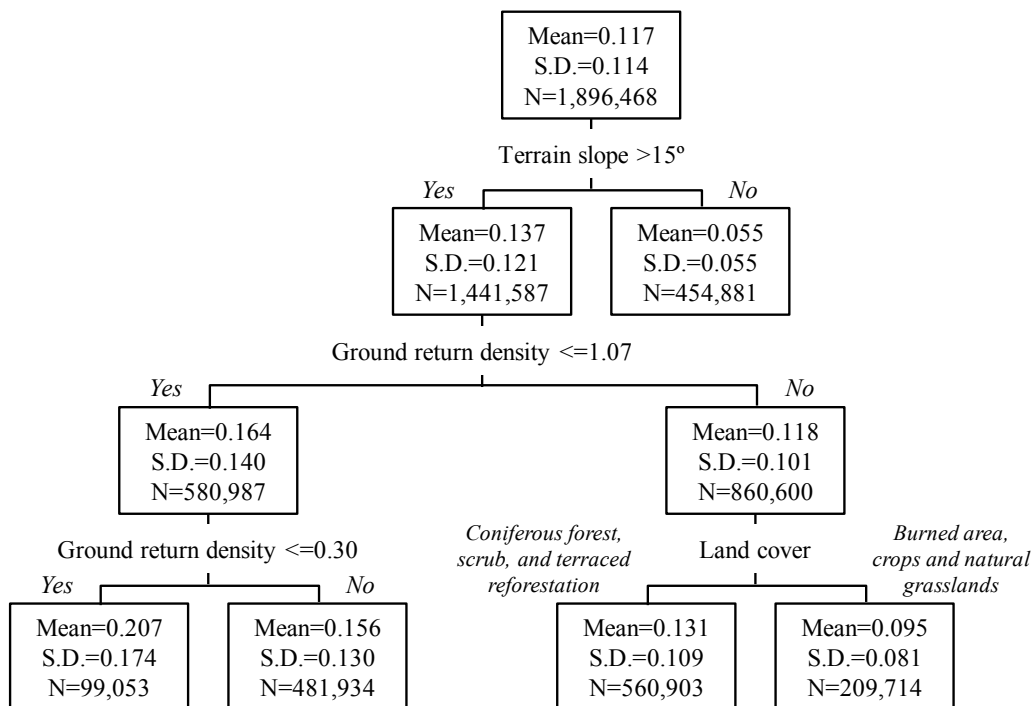 Mean=0.117
S.D.=0.114
N=1,896,468
Terrain slope >15º
Yes
No
Mean=0.137
S.D.=0.121
N=1,441,587
Mean=0.055
S.D.=0.055
N=454,881
Ground return density <=1.07
Yes
No
Mean=0.164
S.D.=0.140
N=580,987
Mean=0.118
S.D.=0.101
N=860,600
Ground return density <=0.30
Yes
No
Coniferous forest,
scrub, and terraced
reforestation
Land cover
Burned area,
crops and natural
grasslands
Mean=0.207
S.D.=0.174
N=99,053
Mean=0.156
S.D.=0.130
N=481,934
Mean=0.131
S.D.=0.109
N=560,903
Mean=0.095
S.D.=0.081
N=209,714